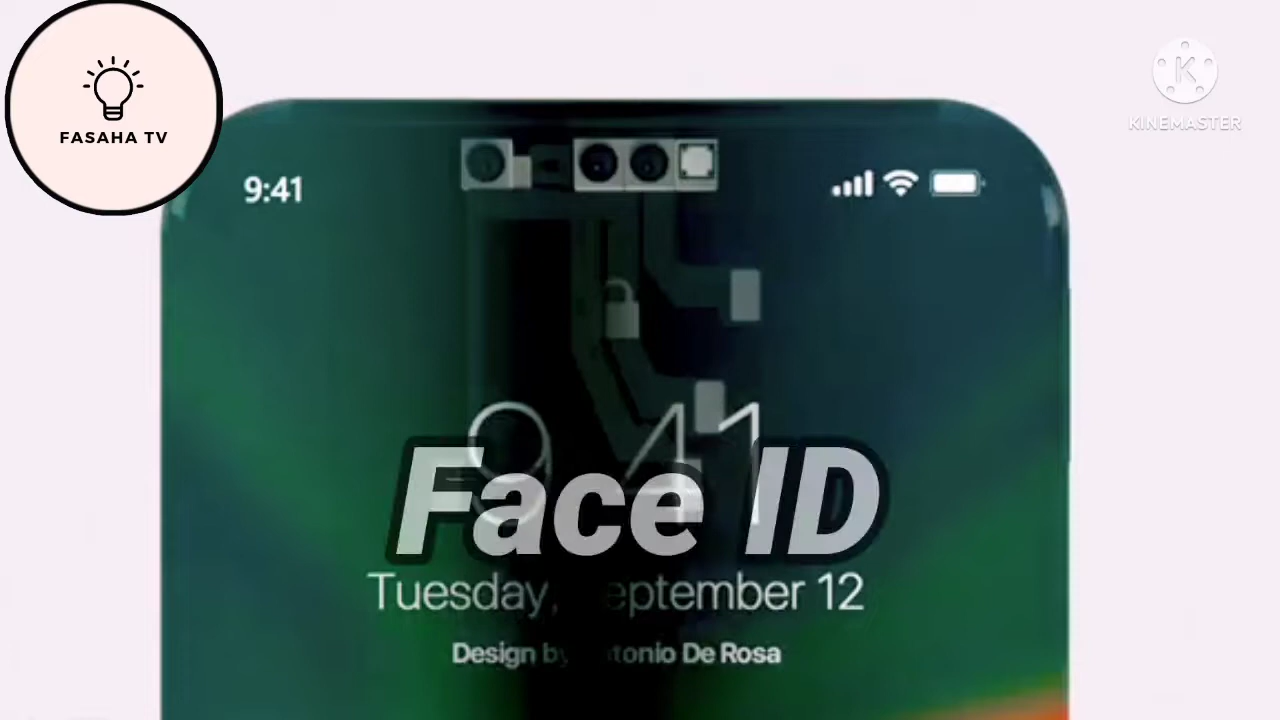 FASAHA TV
KINEMASTER
9:41
9 41
Face ID
Tuesday, eptember 12
Design by tonio De Rosa